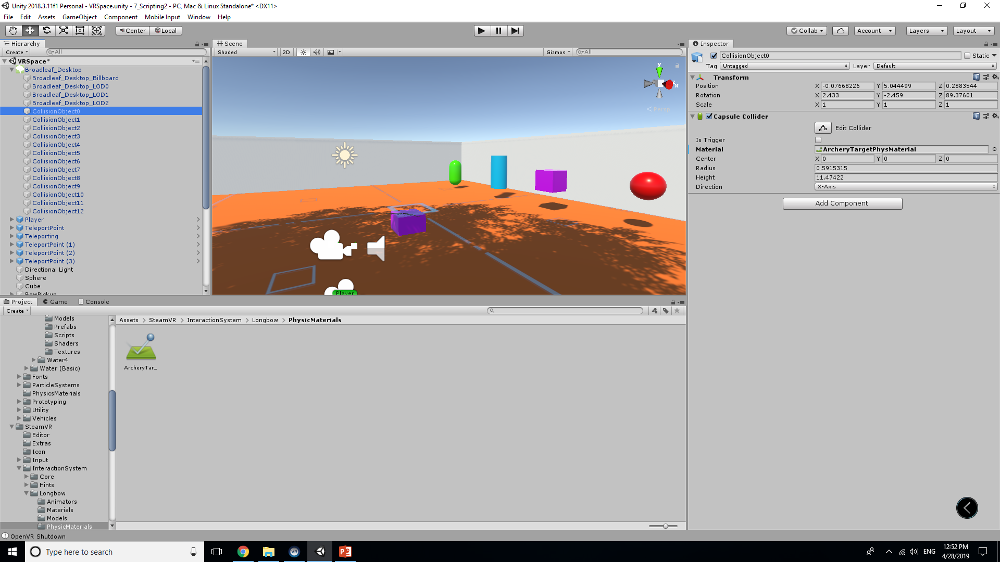 Unity 2018.3.11f1 Personal - VRSpace.unity - 7_Scripting2 - PC, Mac & Linux Standalone* <DX11>
File Edit Assets GameObject Component Mobile Input Window Help
Center Local Collab Account Layers Layout
Hierarchy
Create All
VRSpace*
Broadleaf_Desktop
Broadleaf_Desktop_Billboard
Broadleaf_Desktop_LOD0
Broadleaf_Desktop_LOD1
Broadleaf_Desktop_LOD2
CollisionObject0
CollisionObject1
CollisionObject2
CollisionObject3
CollisionObject4
CollisionObject5
CollisionObject6
CollisionObject7
CollisionObject8
CollisionObject9
CollisionObject10
CollisionObject11
CollisionObject12
Player
TeleportPoint
Teleporting
TeleportPoint (1)
TeleportPoint (2)
TeleportPoint (3)
Directional Light
Sphere
Cube
BowPickup
Scene
Shaded 2D Gizmos All
y
x
Persp
Player
Inspector
CollisionObject0 Static
Tag Untagged Layer Default
Transform
Position X -0.07668226 Y 5.044499 Z 0.2883544
Rotation X 2.433 Y -2.459 Z 89.37601
Scale X 1 Y 1 Z 1
Capsule Collider
Edit Collider
Is Trigger
Material ArcheryTargetPhysMaterial
Center X 0 Y 0 Z 0
Radius 0.5915315
Height 11.47422
Direction X-Axis
Add Component
Project Game Console
Create
Models
Prefabs
Scripts
Shaders
Textures
Water4
Water (Basic)
Fonts
ParticleSystems
PhysicsMaterials
Prototyping
Utility
Vehicles
SteamVR
Editor
Extras
Icon
Input
InteractionSystem
Core
Hints
Longbow
Animators
Materials
Models
PhysicMaterials
Assets > SteamVR > InteractionSystem > Longbow > PhysicMaterials
ArcheryTar...
OpenVR Shutdown
Type here to search
VR
P
ENG
12:52 PM
4/28/2019